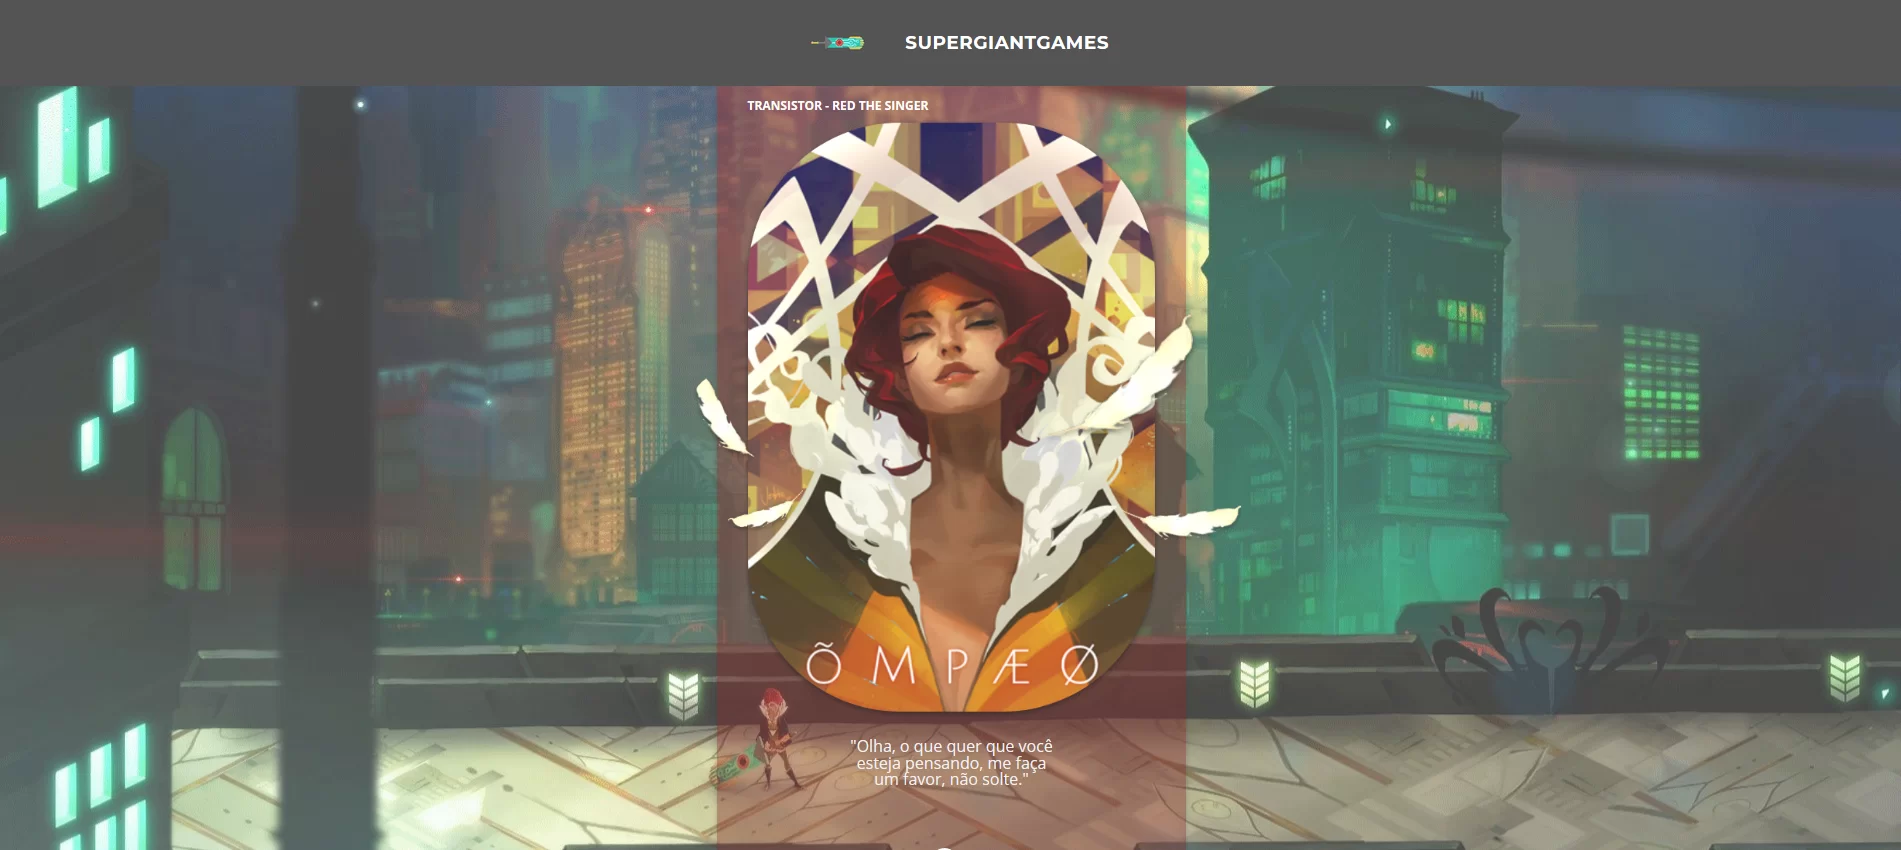 SUPERGIANTGAMES
TRANSISTOR - RED THE SINGER
Õ M P Æ Ø
"Olha, o que quer que você
esteja pensando, me faça
um favor, não solte."